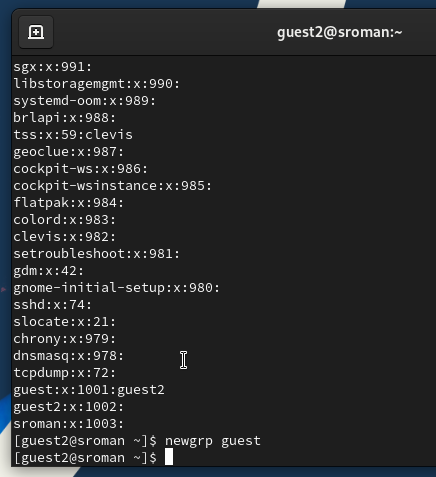 guest2@sroman:~
sgx:x:991:
libstoragemgmt:x:990:
systemd-oom:x:989:
brlapi:x:988:
tss:x:59:clevis
geoclue:x:987:
cockpit-ws:x:986:
cockpit-wsinstance:x:985:
flatpak:x:984:
colord:x:983:
clevis:x:982:
setroubleshoot:x:981:
gdm:x:42:
gnome-initial-setup:x:980:
sshd:x:74:
slocate:x:21:
chrony:x:979:
dnsmasq:x:978:
tcpdump:x:72:
guest:x:1001:guest2
guest2:x:1002:
sroman:x:1003:
[guest2@sroman ~]$ newgrp guest
[guest2@sroman ~]$